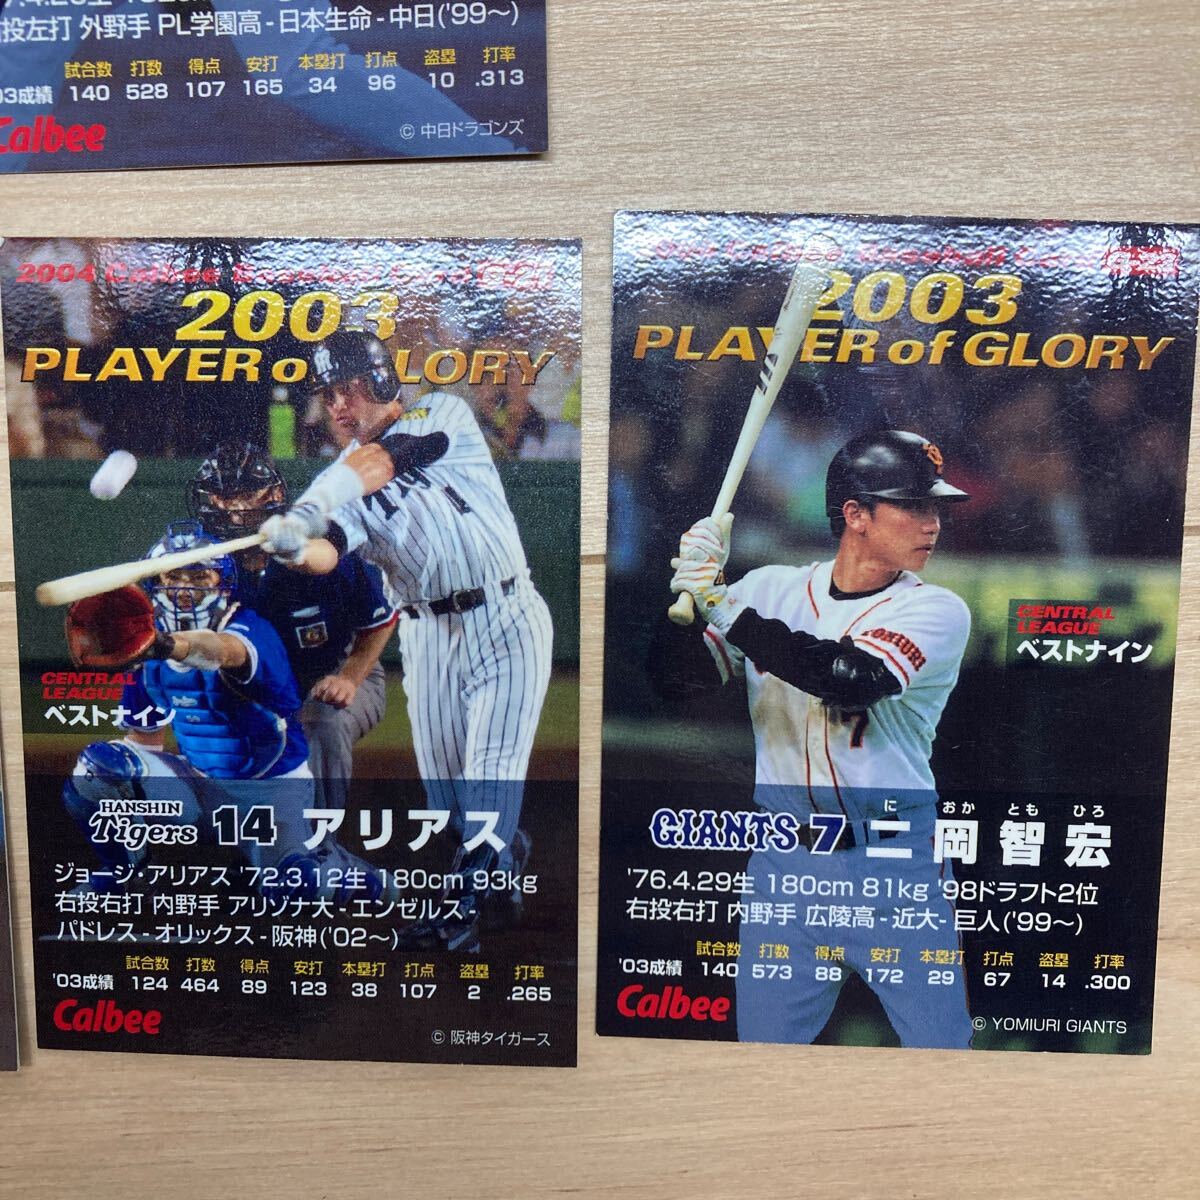 右投左打 外野手 PL学園高-日本生命-中日('99〜)
試合数 打数 得点 安打 本塁打 打点 盗塁 打率
03成績 140 528 107 165 34 96 10 .313
Calbee
© 中日ドラゴンズ
2004 Calbee Baseball Card
2003
PLAYER of GLORY
CENTRAL
LEAGUE
ベストナイン
HANSHIN
Tigers 14 アリアス
ジョージ・アリアス '72.3.12生 180cm 93kg
右投右打 内野手 アリゾナ大-エンゼルス-
パドレス-オリックス-阪神('02〜)
試合数 打数 得点 安打 本塁打 打点 盗塁 打率
'03成績 124 464 89 123 38 107 2 .265
Calbee
© 阪神タイガース
2003
PLAYER of GLORY
CENTRAL
LEAGUE
ベストナイン
YOMIURI
7
に おか とも ひろ
GIANTS 7 二岡智宏
'76.4.29生 180cm 81kg '98ドラフト2位
右投右打 内野手 広陵高-近大-巨人('99〜)
試合数 打数 得点 安打 本塁打 打点 盗塁 打率
'03成績 140 573 88 172 29 67 14 .300
Calbee
© YOMIURI GIANTS